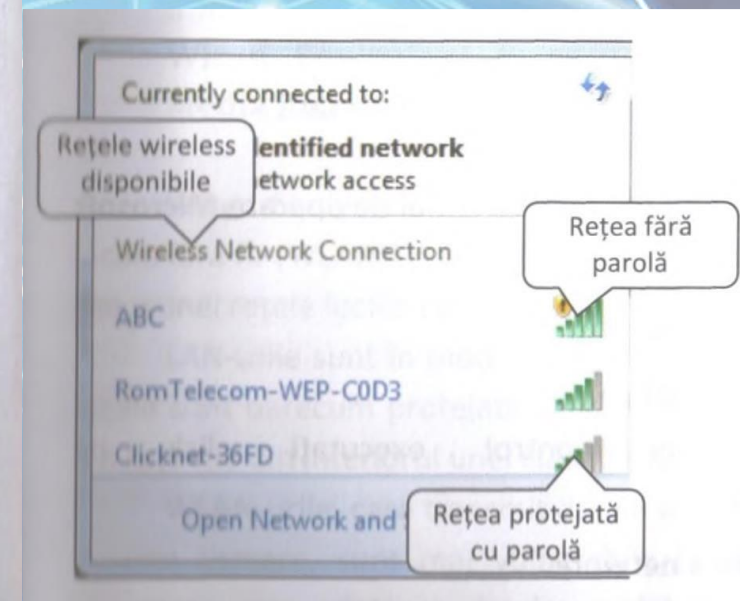 Currently connected to:
Rețele wireless
disponibile
entified network
etwork access
Wireless Network Connection
Rețea fără
parolă
ABC
RomTelecom-WEP-C0D3
Clicknet-36FD
Open Network and
Rețea protejată
cu parolă